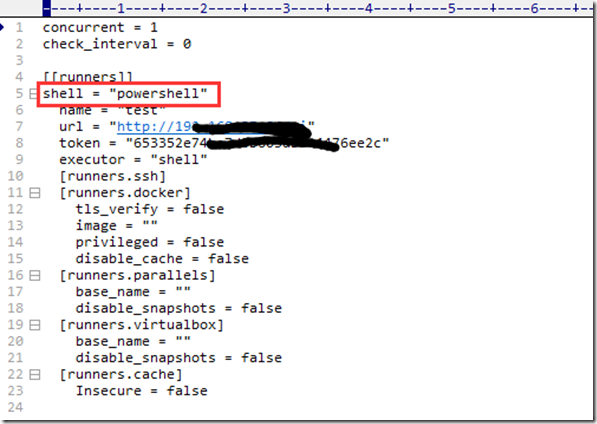 ----+----1----+----2----+----3----+----4----+----5----+----6----+-
1 concurrent = 1
2 check_interval = 0
3
4 [[runners]]
5 shell = "powershell"
6 name = "test"
7 url = "http://19
8 token = "653352e74 76ee2c"
9 executor = "shell"
10 [runners.ssh]
11 [runners.docker]
12 tls_verify = false
13 image = ""
14 privileged = false
15 disable_cache = false
16 [runners.parallels]
17 base_name = ""
18 disable_snapshots = false
19 [runners.virtualbox]
20 base_name = ""
21 disable_snapshots = false
22 [runners.cache]
23 Insecure = false
24